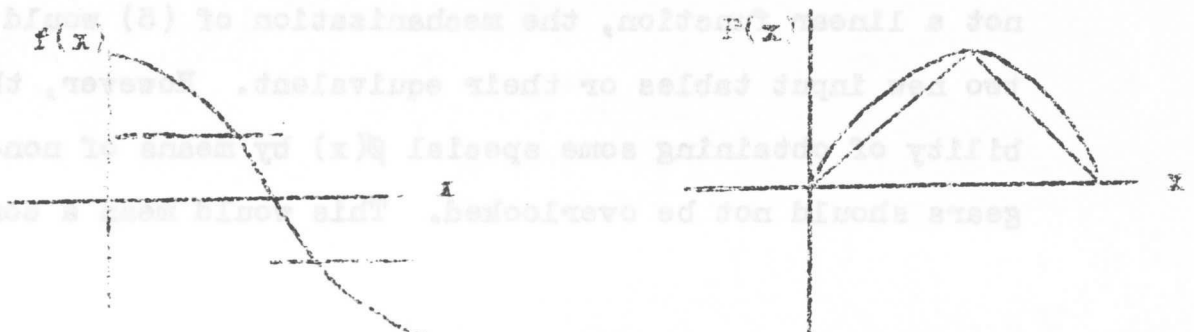 not a linear function, the mechanisation of (5) would
f(x)
F(x)
two new input tables or their equivalent. However, th
bility of obtaining some special ϕ(x) by means of non
x
x
gears should not be overlooked. This would mean a